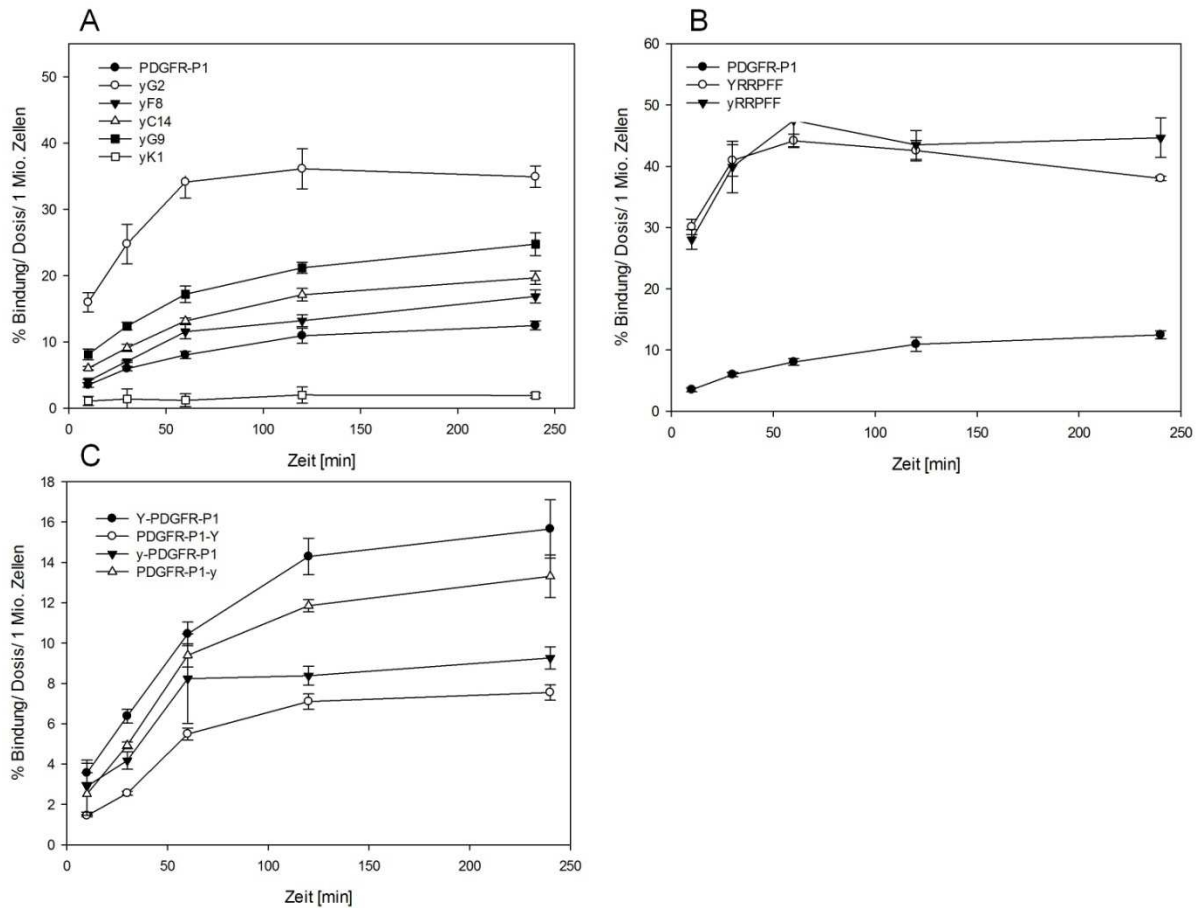 A
% Bindung/ Dosis/ 1 Mio. Zellen
50
40
30
20
10
0
PDGFR-P1
yG2
yF8
yC14
yG9
yK1
0 50 100 150 200 250
Zeit [min]
B
% Bindung/ Dosis/ 1 Mio. Zellen
60
50
40
30
20
10
0
PDGFR-P1
YRRPFF
yRRPFF
0 50 100 150 200 250
Zeit [min]
C
% Bindung/ Dosis/ 1 Mio. Zellen
18
16
14
12
10
8
6
4
2
0
Y-PDGFR-P1
PDGFR-P1-Y
y-PDGFR-P1
PDGFR-P1-y
0 50 100 150 200 250
Zeit [min]